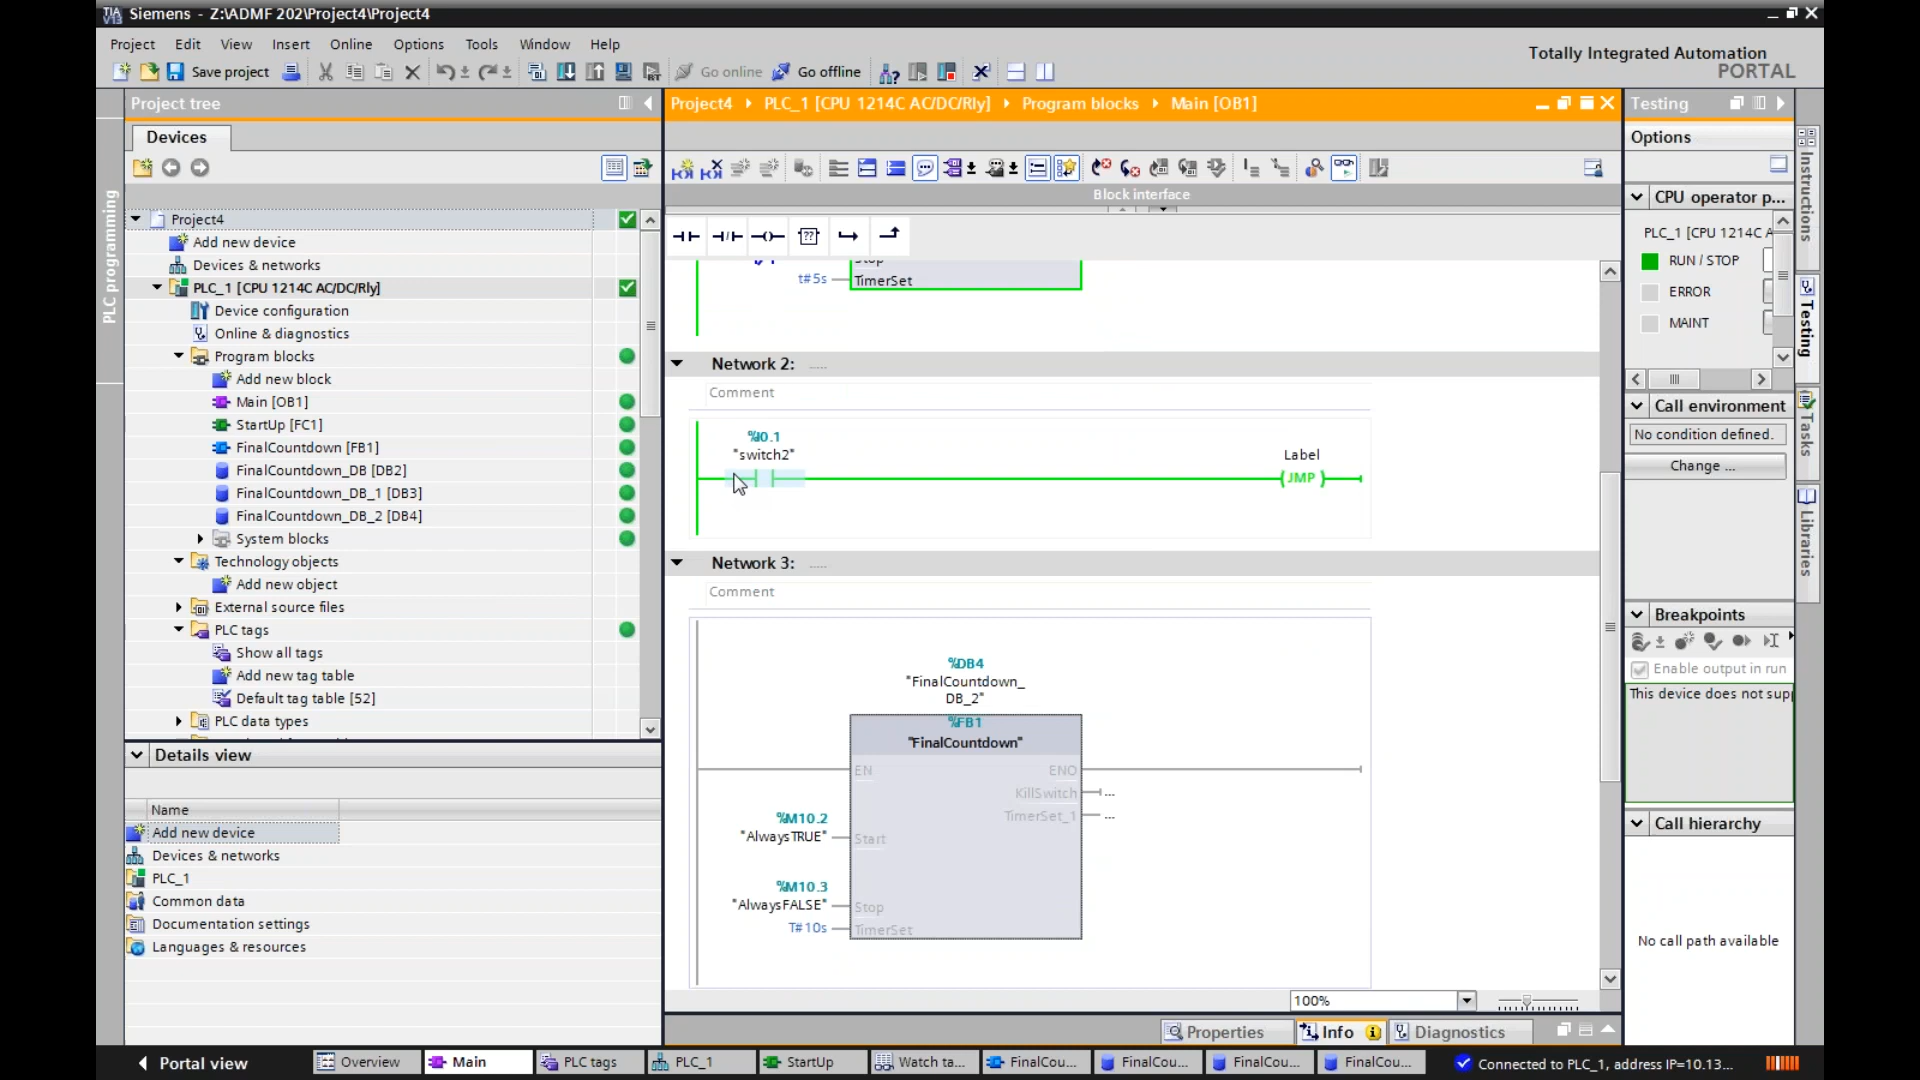 Siemens - Z:\ADMF 202\Project4\Project4
Project Edit View Insert Online Options Tools Window Help
Totally Integrated Automation
PORTAL
Save project Go online Go offline
Project tree
Project4 PLC_1 [CPU 1214C AC/DC/Rly] Program blocks Main [OB1]
Testing
Devices
Options
PLC programming
Block interface
CPU operator p...
PLC_1 [CPU 1214C A
RUN / STOP
ERROR
MAINT
Call environment
No condition defined.
Change ...
Breakpoints
Enable output in run
This device does not supp
Call hierarchy
No call path available
Instructions
Testing
Tasks
Libraries
Project4
Add new device
Devices & networks
PLC_1 [CPU 1214C AC/DC/Rly]
Device configuration
Online & diagnostics
Program blocks
Add new block
Main [OB1]
StartUp [FC1]
FinalCountdown [FB1]
FinalCountdown_DB [DB2]
FinalCountdown_DB_1 [DB3]
FinalCountdown_DB_2 [DB4]
System blocks
Technology objects
Add new object
External source files
PLC tags
Show all tags
Add new tag table
Default tag table [52]
PLC data types
Details view
Name
Add new device
Devices & networks
PLC_1
Common data
Documentation settings
Languages & resources
t#5s TimerSet
Network 2: .....
Comment
%I0.1
"switch2"
Label
JMP
Network 3: .....
Comment
%DB4
"FinalCountdown_
DB_2"
%FB1
"FinalCountdown"
EN ENO
KillSwitch ...
TimerSet_1 ...
%M10.2
"AlwaysTRUE" Start
%M10.3
"AlwaysFALSE" Stop
T#10s TimerSet
100%
Properties Info Diagnostics
Portal view Overview Main PLC tags PLC_1 StartUp Watch ta... FinalCou... FinalCou... FinalCou... FinalCou... Connected to PLC_1, address IP=10.13...